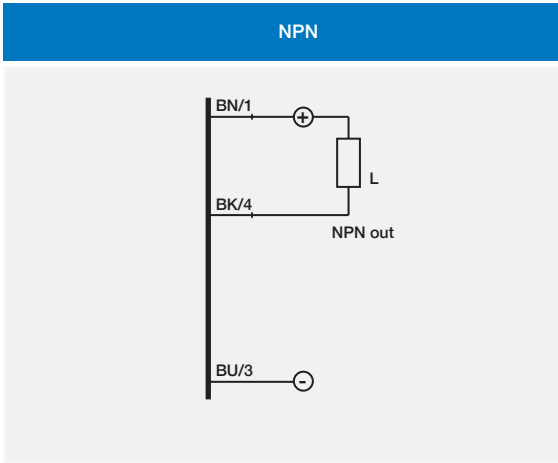 NPN
BN/1
+
L
BK/4
NPN out
BU/3
-